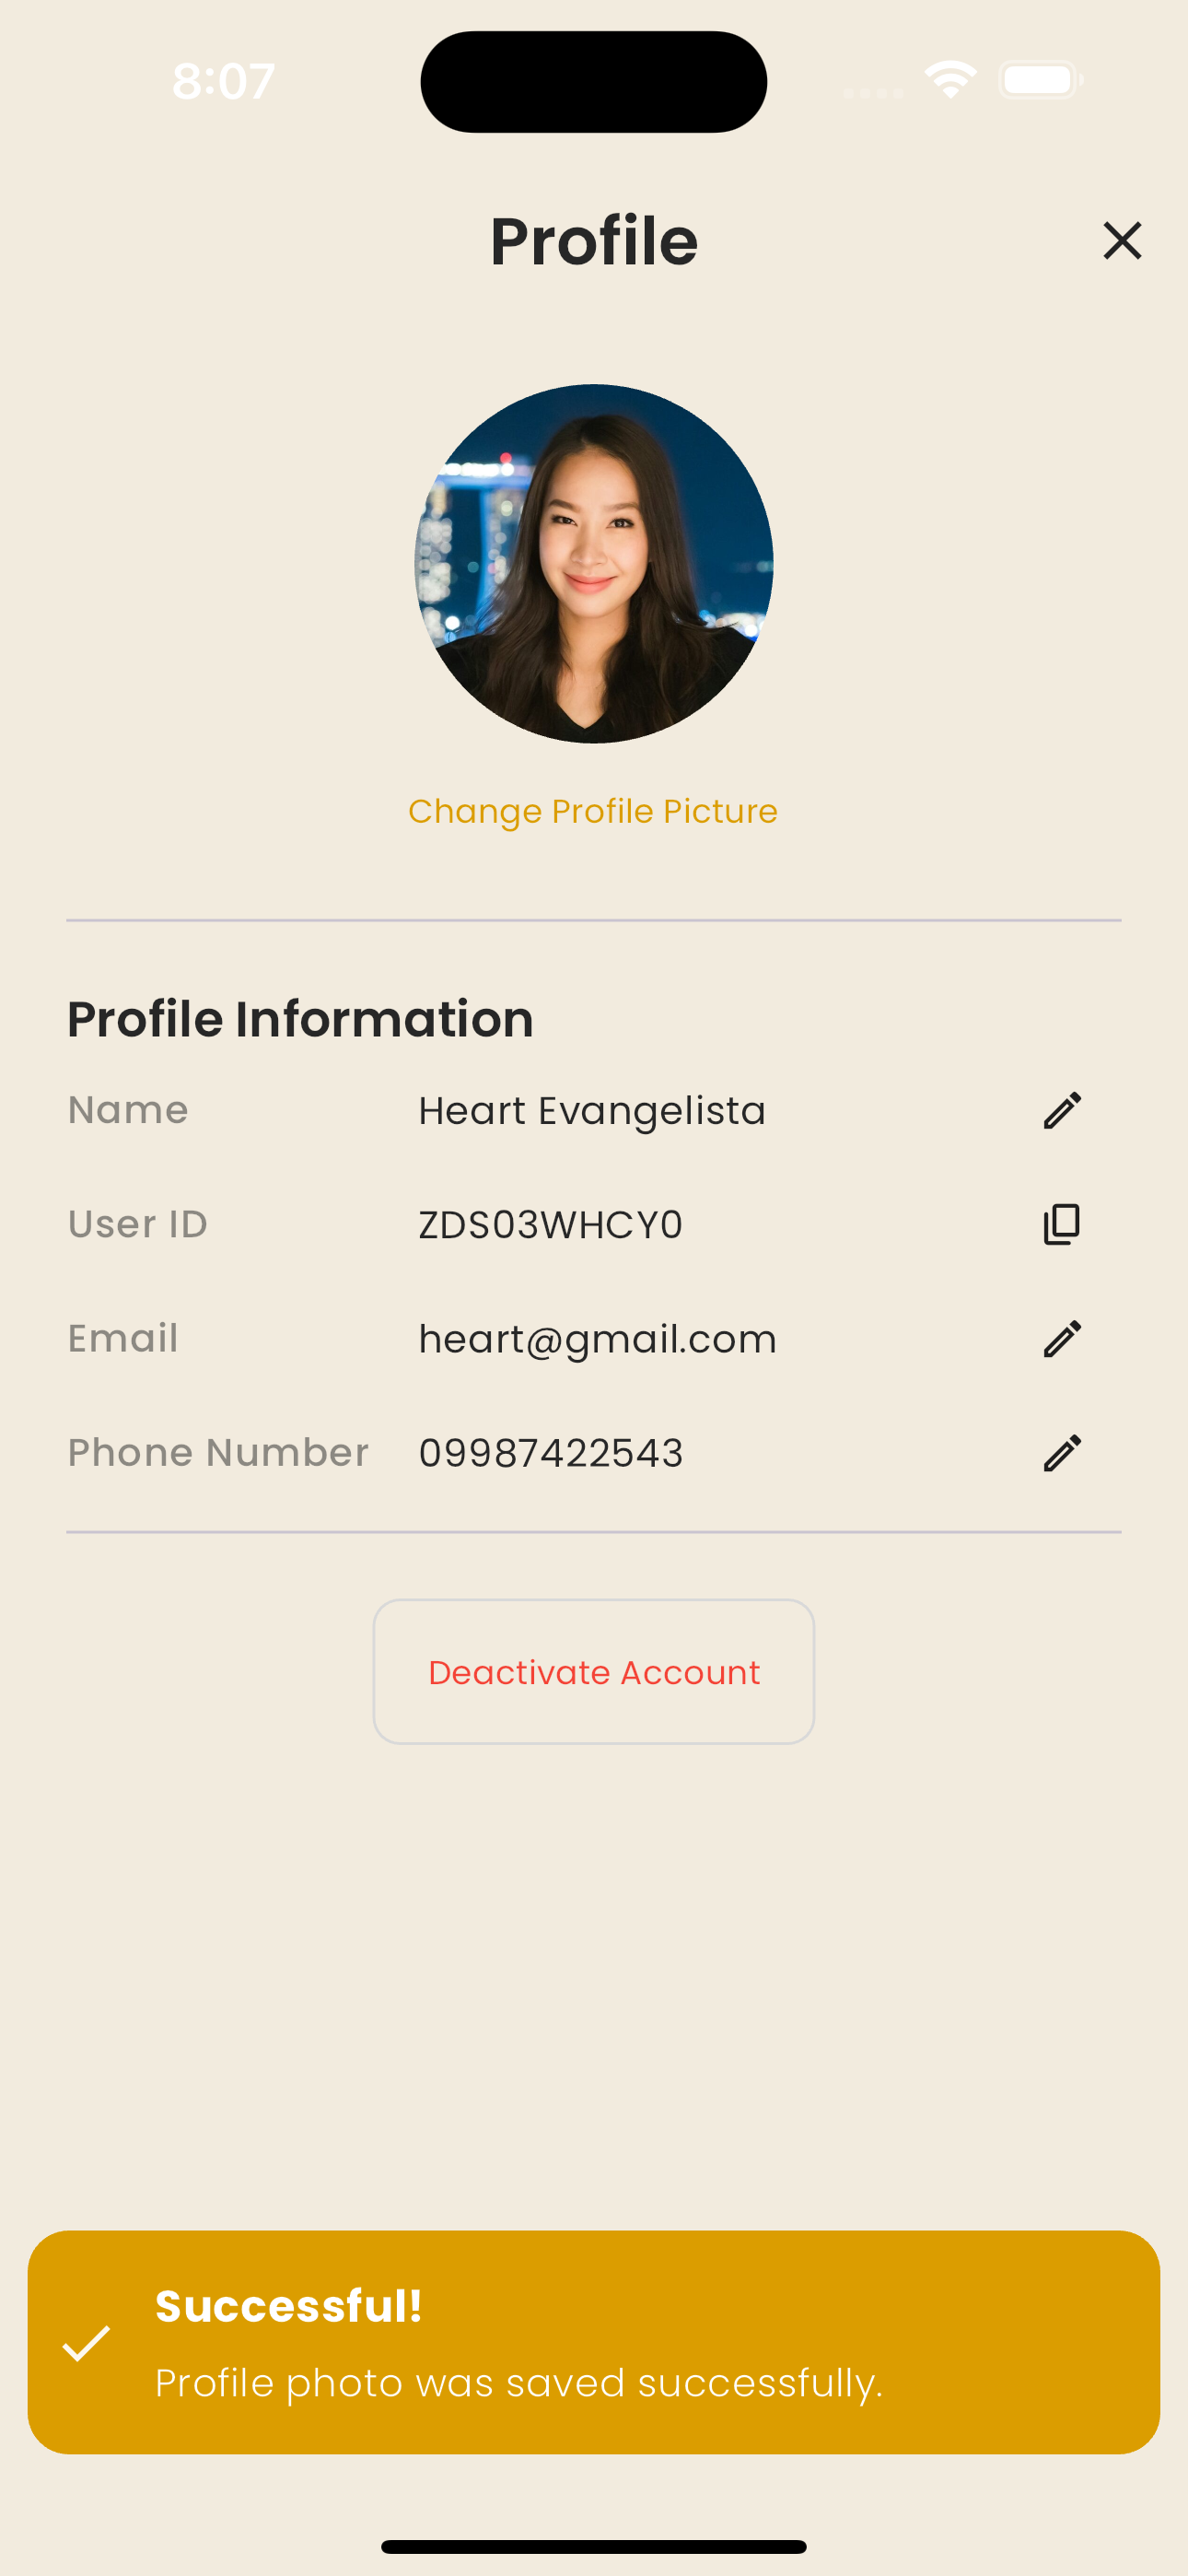 8:07
Profile
Change Profile Picture
Profile Information
Name Heart Evangelista
User ID ZDS03WHCY0
Email heart@gmail.com
Phone Number 09987422543
Deactivate Account
Successful!
Profile photo was saved successfully.